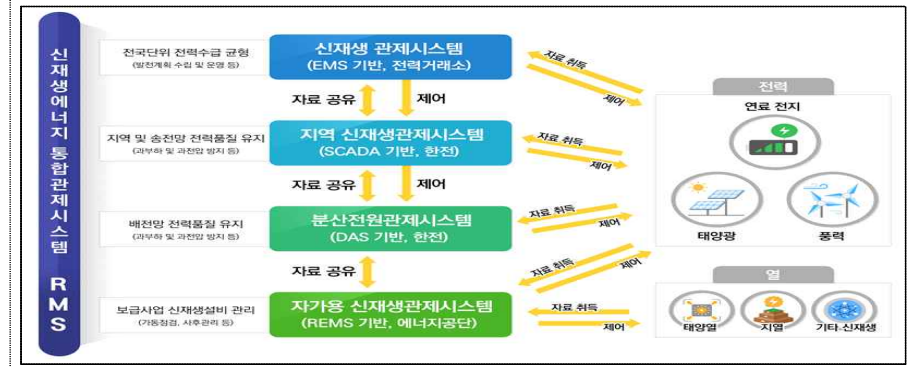 신재생에너지 통합관제시스템 RMS
전국단위 전력수급 균형
(발전계획 수립 및 운영 등)
신재생 관제시스템
(EMS 기반, 전력거래소)
자료 취득
제어
자료 공유
제어
지역 및 송전망 전력품질 유지
(과부하 및 과전압 방지 등)
지역 신재생관제시스템
(SCADA 기반, 한전)
자료 취득
제어
자료 공유
제어
배전망 전력품질 유지
(과부하 및 과전압 방지 등)
분산전원관제시스템
(DAS 기반, 한전)
자료 취득
제어
자료 공유
자료 취득
제어
보급사업 신재생설비 관리
(가동점검, 사후관리 등)
자가용 신재생관제시스템
(REMS 기반, 에너지공단)
자료 취득
제어
전력
연료 전지
태양광
풍력
열
태양열
지열
기타 신재생